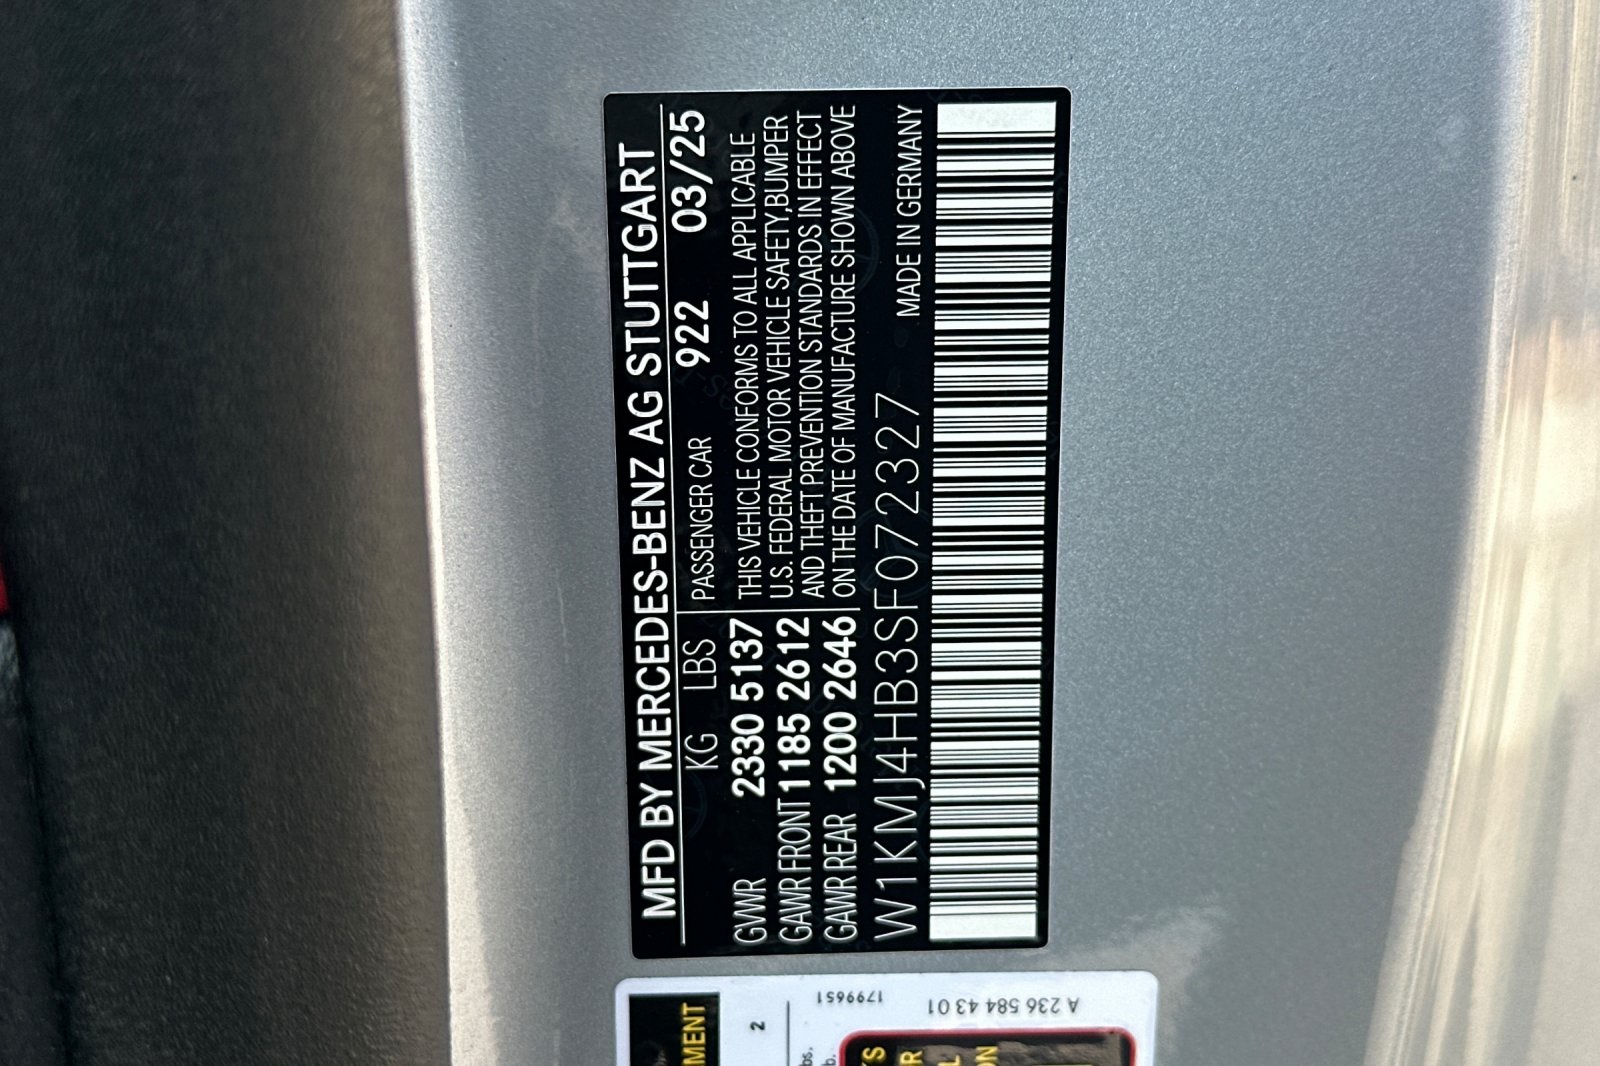 MFD BY MERCEDES-BENZ AG STUTTGART
KG LBS PASSENGER CAR 922 03/25
GVWR 2330 5137
GAWR FRONT 1185 2612
GAWR REAR 1200 2646
THIS VEHICLE CONFORMS TO ALL APPLICABLE
U.S. FEDERAL MOTOR VEHICLE SAFETY,BUMPER
AND THEFT PREVENTION STANDARDS IN EFFECT
ON THE DATE OF MANUFACTURE SHOWN ABOVE
W1KMJ4HB3SF072327 MADE IN GERMANY
2
1799651
A 236 584 43 01